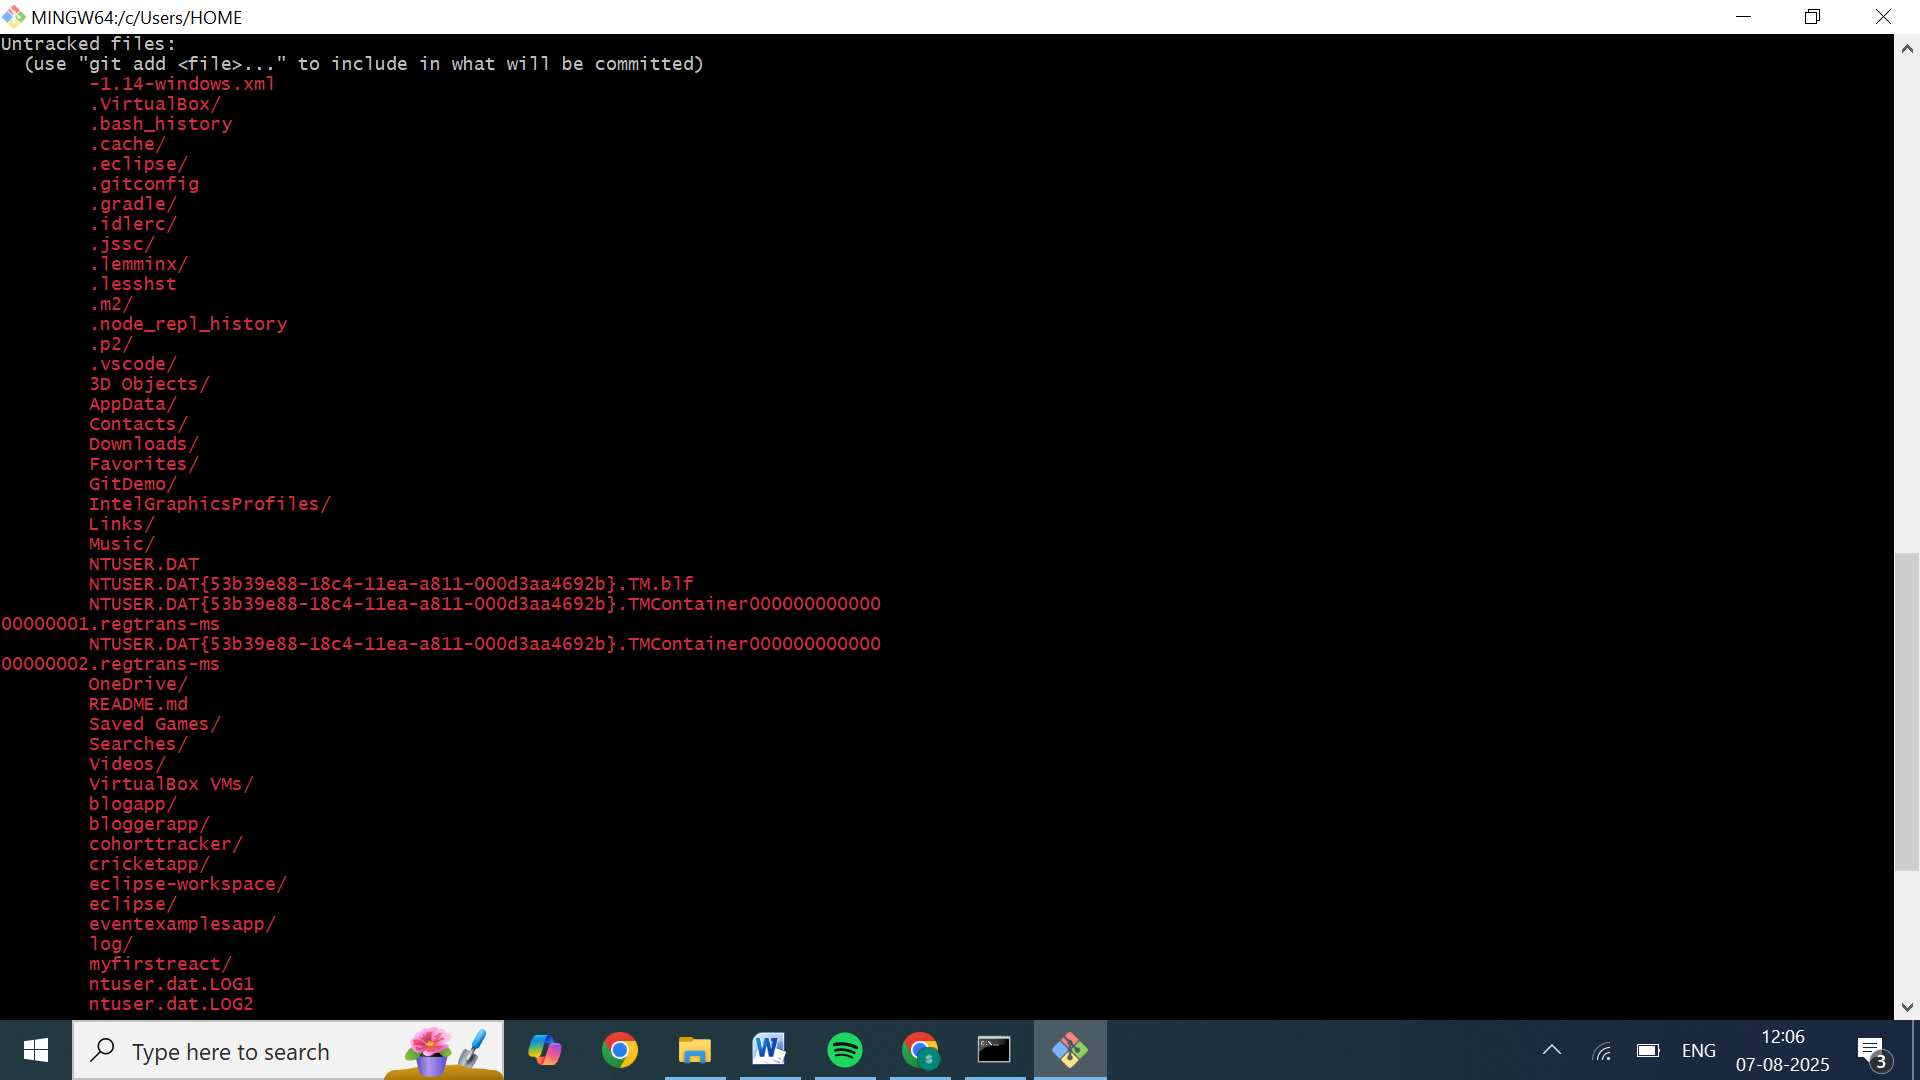 MINGW64:/c/Users/HOME
Untracked files:
  (use "git add <file>..." to include in what will be committed)
        -1.14-windows.xml
        .VirtualBox/
        .bash_history
        .cache/
        .eclipse/
        .gitconfig
        .gradle/
        .idlerc/
        .jssc/
        .lemminx/
        .lesshst
        .m2/
        .node_repl_history
        .p2/
        .vscode/
        3D Objects/
        AppData/
        Contacts/
        Downloads/
        Favorites/
        GitDemo/
        IntelGraphicsProfiles/
        Links/
        Music/
        NTUSER.DAT
        NTUSER.DAT{53b39e88-18c4-11ea-a811-000d3aa4692b}.TM.blf
        NTUSER.DAT{53b39e88-18c4-11ea-a811-000d3aa4692b}.TMContainer000000000000
00000001.regtrans-ms
        NTUSER.DAT{53b39e88-18c4-11ea-a811-000d3aa4692b}.TMContainer000000000000
00000002.regtrans-ms
        OneDrive/
        README.md
        Saved Games/
        Searches/
        Videos/
        VirtualBox VMs/
        blogapp/
        bloggerapp/
        cohorttracker/
        cricketapp/
        eclipse-workspace/
        eclipse/
        eventexamplesapp/
        log/
        myfirstreact/
        ntuser.dat.LOG1
        ntuser.dat.LOG2
Type here to search
ENG
12:06
07-08-2025
3